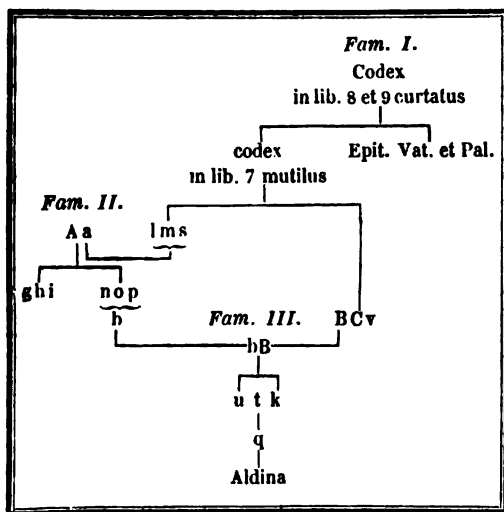 Fam. I.
Codex
in lib. 8 et 9 curtatus
codex Epit. Vat. et Pal.
in lib. 7 mutilus
Fam. II.
A a l m s
g h i n o p
b Fam. III. B C v
bB
u t k
q
Aldina